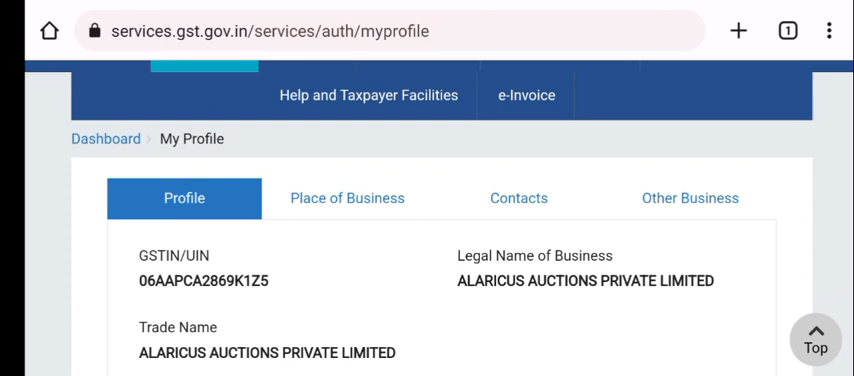 services.gst.gov.in/services/auth/myprofile
1
Help and Taxpayer Facilities e-Invoice
Dashboard > My Profile
Profile Place of Business Contacts Other Business
GSTIN/UIN Legal Name of Business
06AAPCA2869K1Z5 ALARICUS AUCTIONS PRIVATE LIMITED
Trade Name
ALARICUS AUCTIONS PRIVATE LIMITED
Top